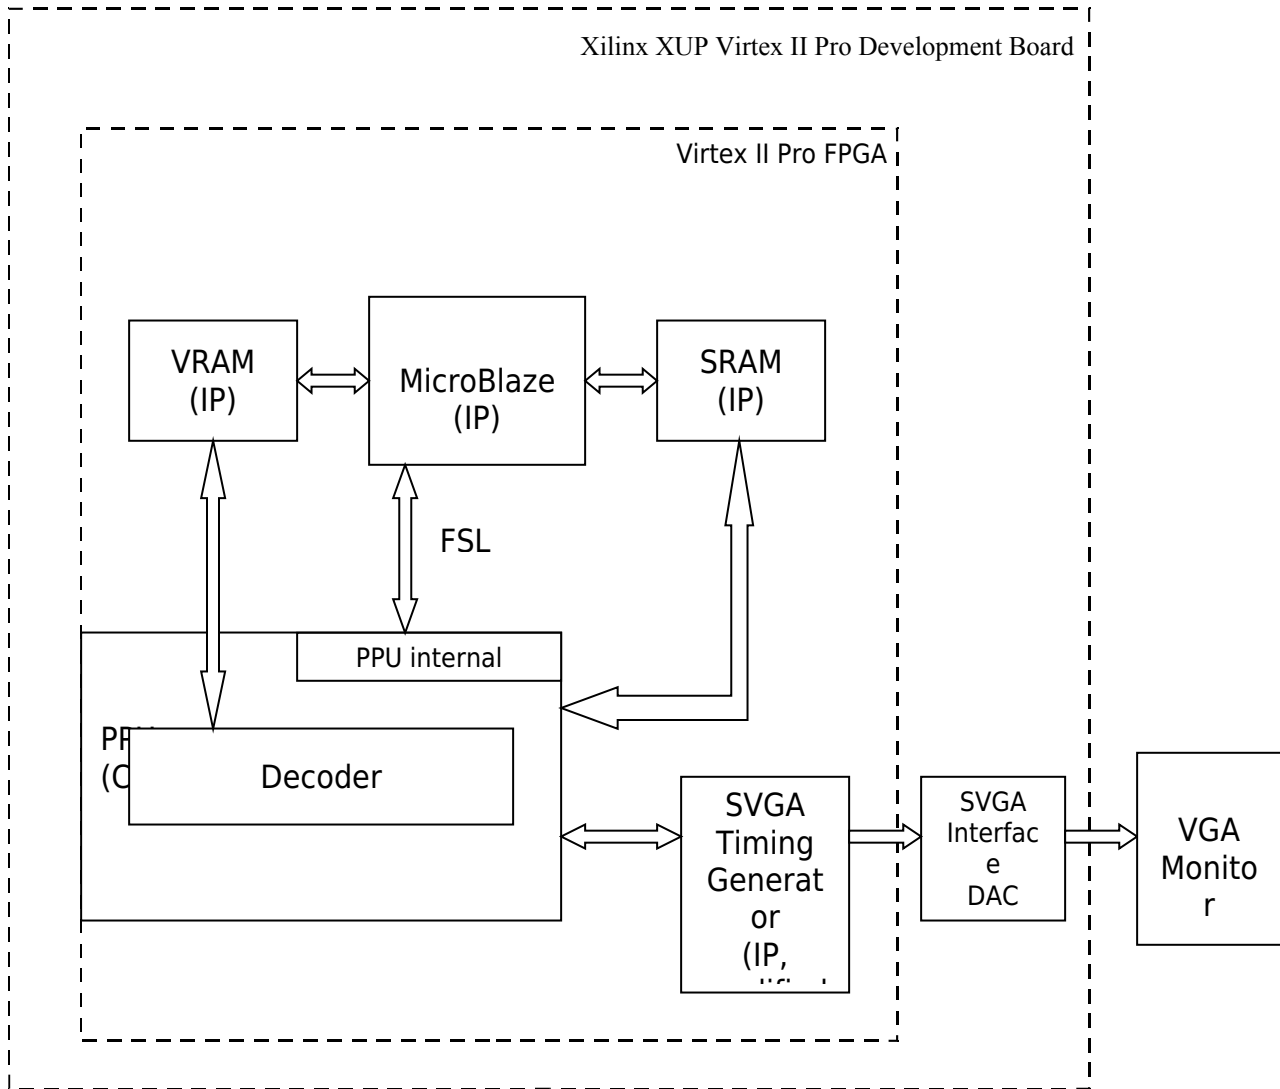 Xilinx XUP Virtex II Pro Development Board
Virtex II Pro FPGA
VRAM
(IP)
MicroBlaze
(IP)
SRAM
(IP)
FSL
PPU internal
Decoder
SVGA
Timing
Generat
or
(IP,
SVGA
Interfac
e
DAC
VGA
Monito
r